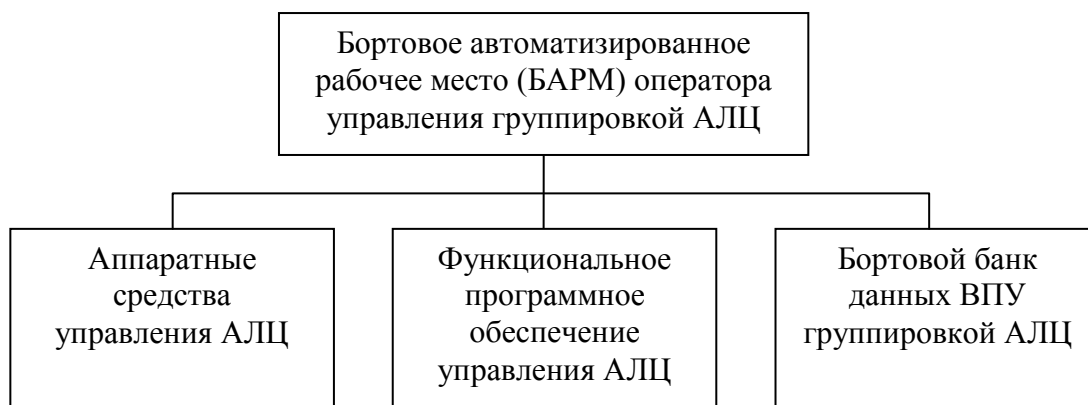 Бортовое автоматизированное
рабочее место (БАРМ) оператора
управления группировкой АЛЦ
Аппаратные
средства
управления АЛЦ
Функциональное
программное
обеспечение
управления АЛЦ
Бортовой банк
данных ВПУ
группировкой АЛЦ